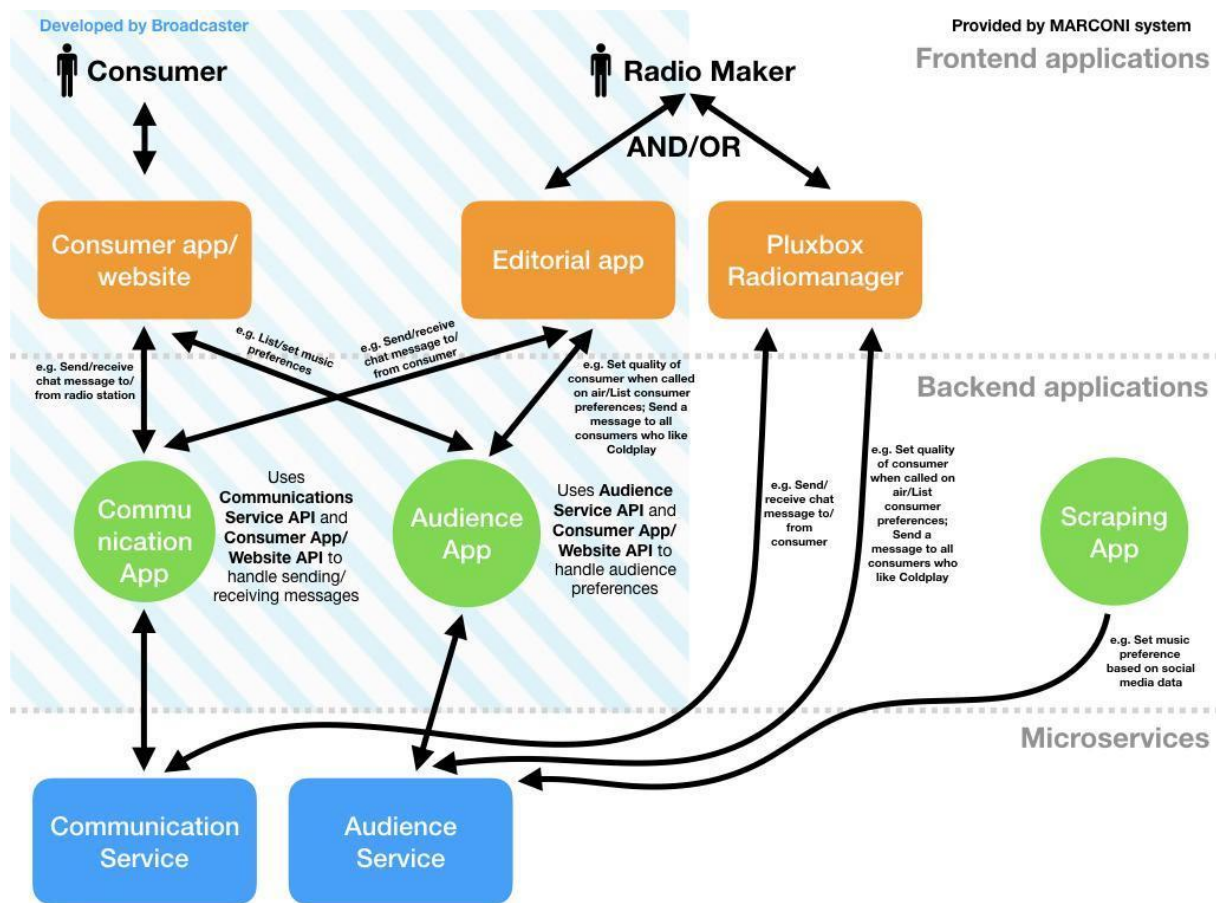 Developed by Broadcaster
Provided by MARCONI system
Frontend applications
Consumer
Radio Maker
AND/OR
Consumer app/
website
Editorial app
Pluxbox
Radiomanager
e.g. List/set music
preferences
e.g. Send/receive
chat message to/
from consumer
e.g. Send/receive
chat message to/
from radio station
e.g. Set quality of
consumer when called
on air/List consumer
preferences; Send a
message to all
consumers who like
Coldplay
Backend applications
Commu
nication
App
Uses
Communications
Service API and
Consumer App/
Website API to
handle sending/
receiving messages
Audience
App
Uses Audience
Service API and
Consumer App/
Website API to
handle audience
preferences
e.g. Send/
receive chat
message to/
from
consumer
e.g. Set quality
of consumer
when called on
air/List
consumer
preferences;
Send a
message to all
consumers who
like Coldplay
Scraping
App
e.g. Set music
preference
based on social
media data
Microservices
Communication
Service
Audience
Service